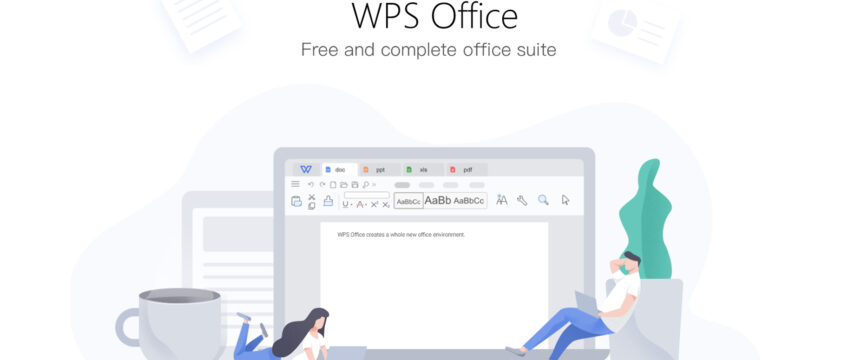 WPS Office
Free and complete office suite
doc ppt xls pdf
AaBbCc AaBb AaBbCc
WPS Office creates a whole new office environment.